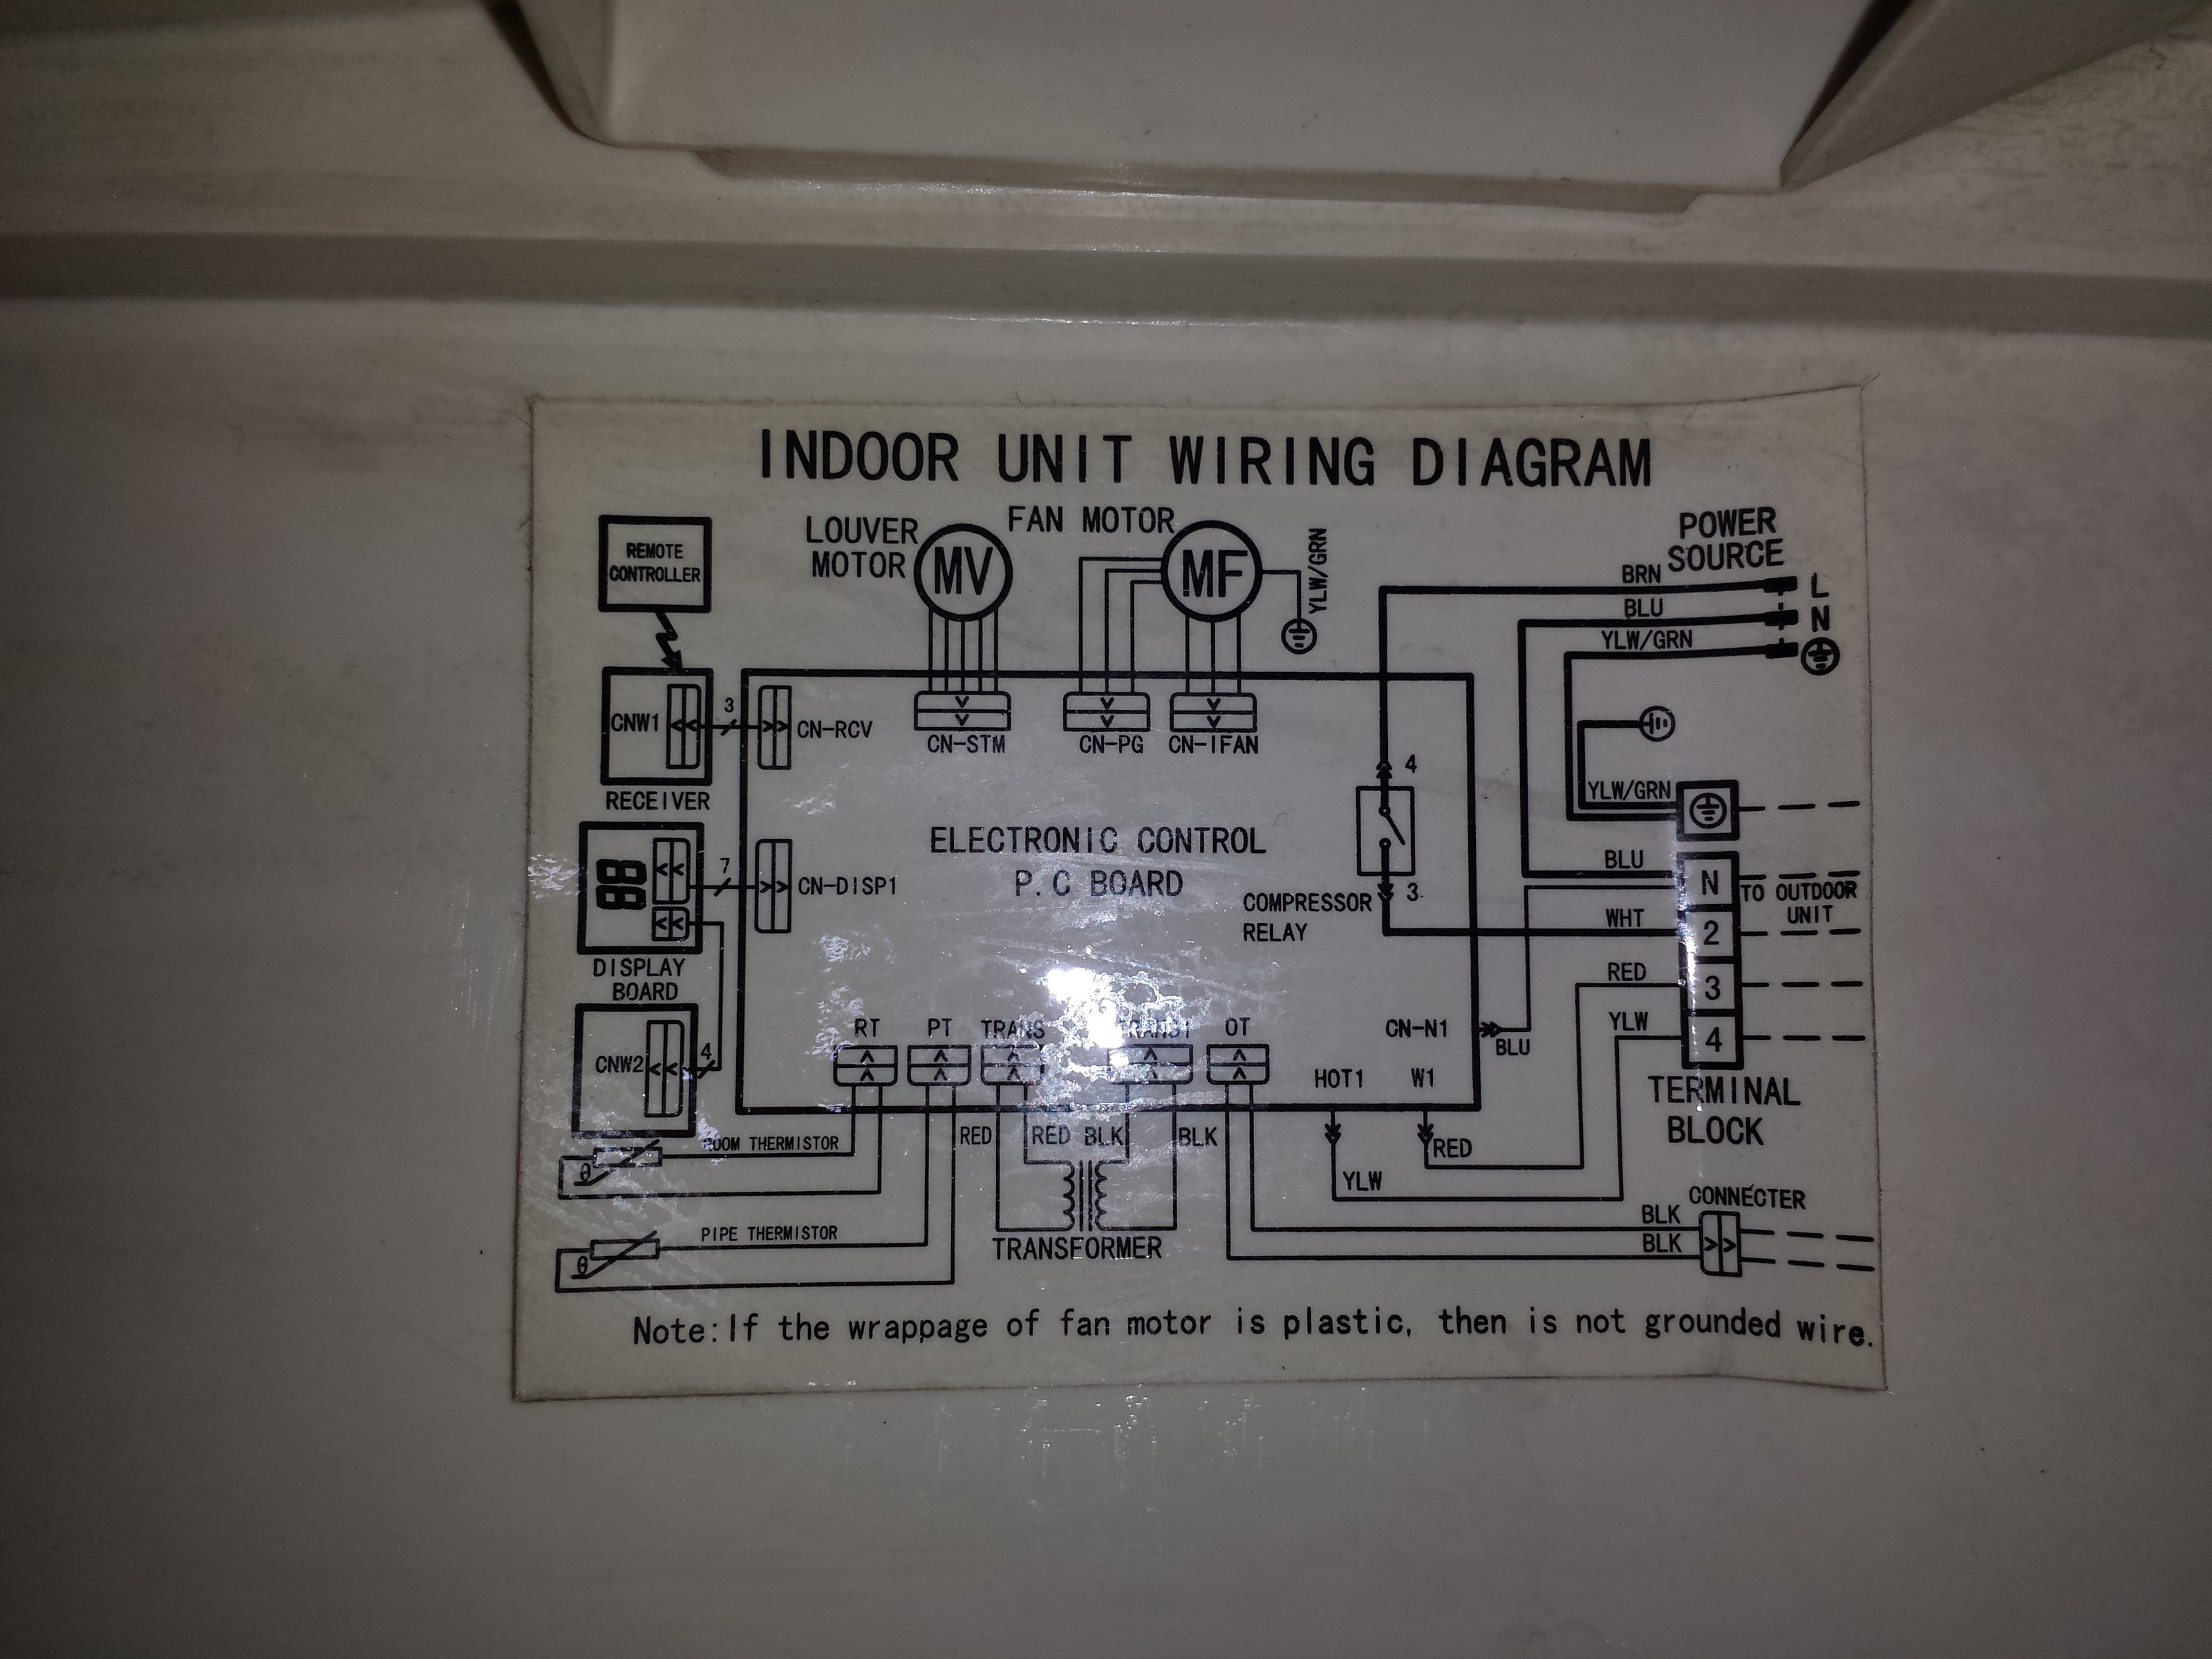 INDOOR UNIT WIRING DIAGRAM
REMOTE
CONTROLLER
LOUVER
MOTOR
MV
FAN MOTOR
MF
YLW/GRN
POWER
SOURCE
BRN
L
BLU
N
YLW/GRN
CNW1
3
CN-RCV
RECEIVER
CN-STM
CN-PG
CN-IFAN
4
YLW/GRN
88
7
CN-DISP1
DISPLAY
BOARD
ELECTRONIC CONTROL
P.C BOARD
COMPRESSOR
RELAY
3
BLU
N
TO OUTDOOR
UNIT
WHT
2
RED
3
YLW
4
TERMINAL
BLOCK
CNW2
4
RT
PT
TRANS
OT
CN-N1
BLU
HOT1
W1
ROOM THERMISTOR
θ
RED
RED
BLK
BLK
RED
YLW
PIPE THERMISTOR
θ
TRANSFORMER
CONNECTER
BLK
BLK
Note:If the wrappage of fan motor is plastic, then is not grounded wire.